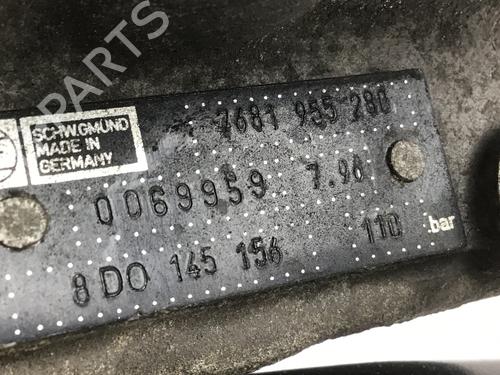 B-PARTS
SCHW.GMÜND
MADE IN
GERMANY
7681 955 280
0069959 7.96
8D0 145 156 110 bar